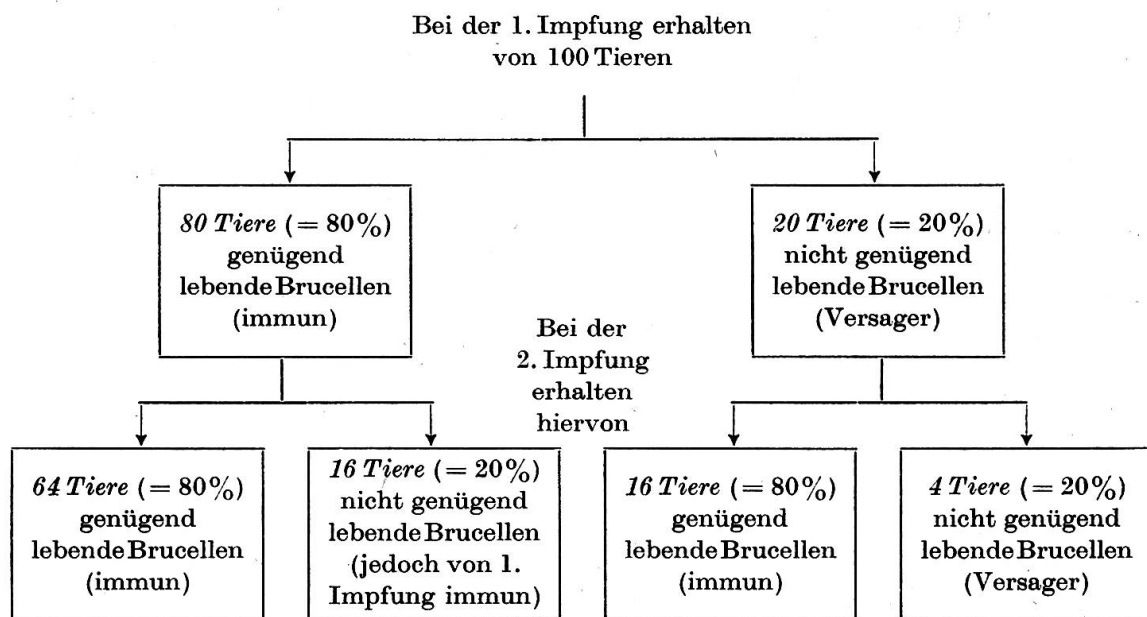 Bei der 1. Impfung erhalten
von 100 Tieren
80 Tiere (= 80%)
genügend
lebende Brucellen
(immun)
20 Tiere (= 20%)
nicht genügend
lebende Brucellen
(Versager)
Bei der
2. Impfung
erhalten
hiervon
64 Tiere (= 80%)
genügend
lebende Brucellen
(immun)
16 Tiere (= 20%)
nicht genügend
lebende Brucellen
(jedoch von 1.
Impfung immun)
16 Tiere (= 80%)
genügend
lebende Brucellen
(immun)
4 Tiere (= 20%)
nicht genügend
lebende Brucellen
(Versager)